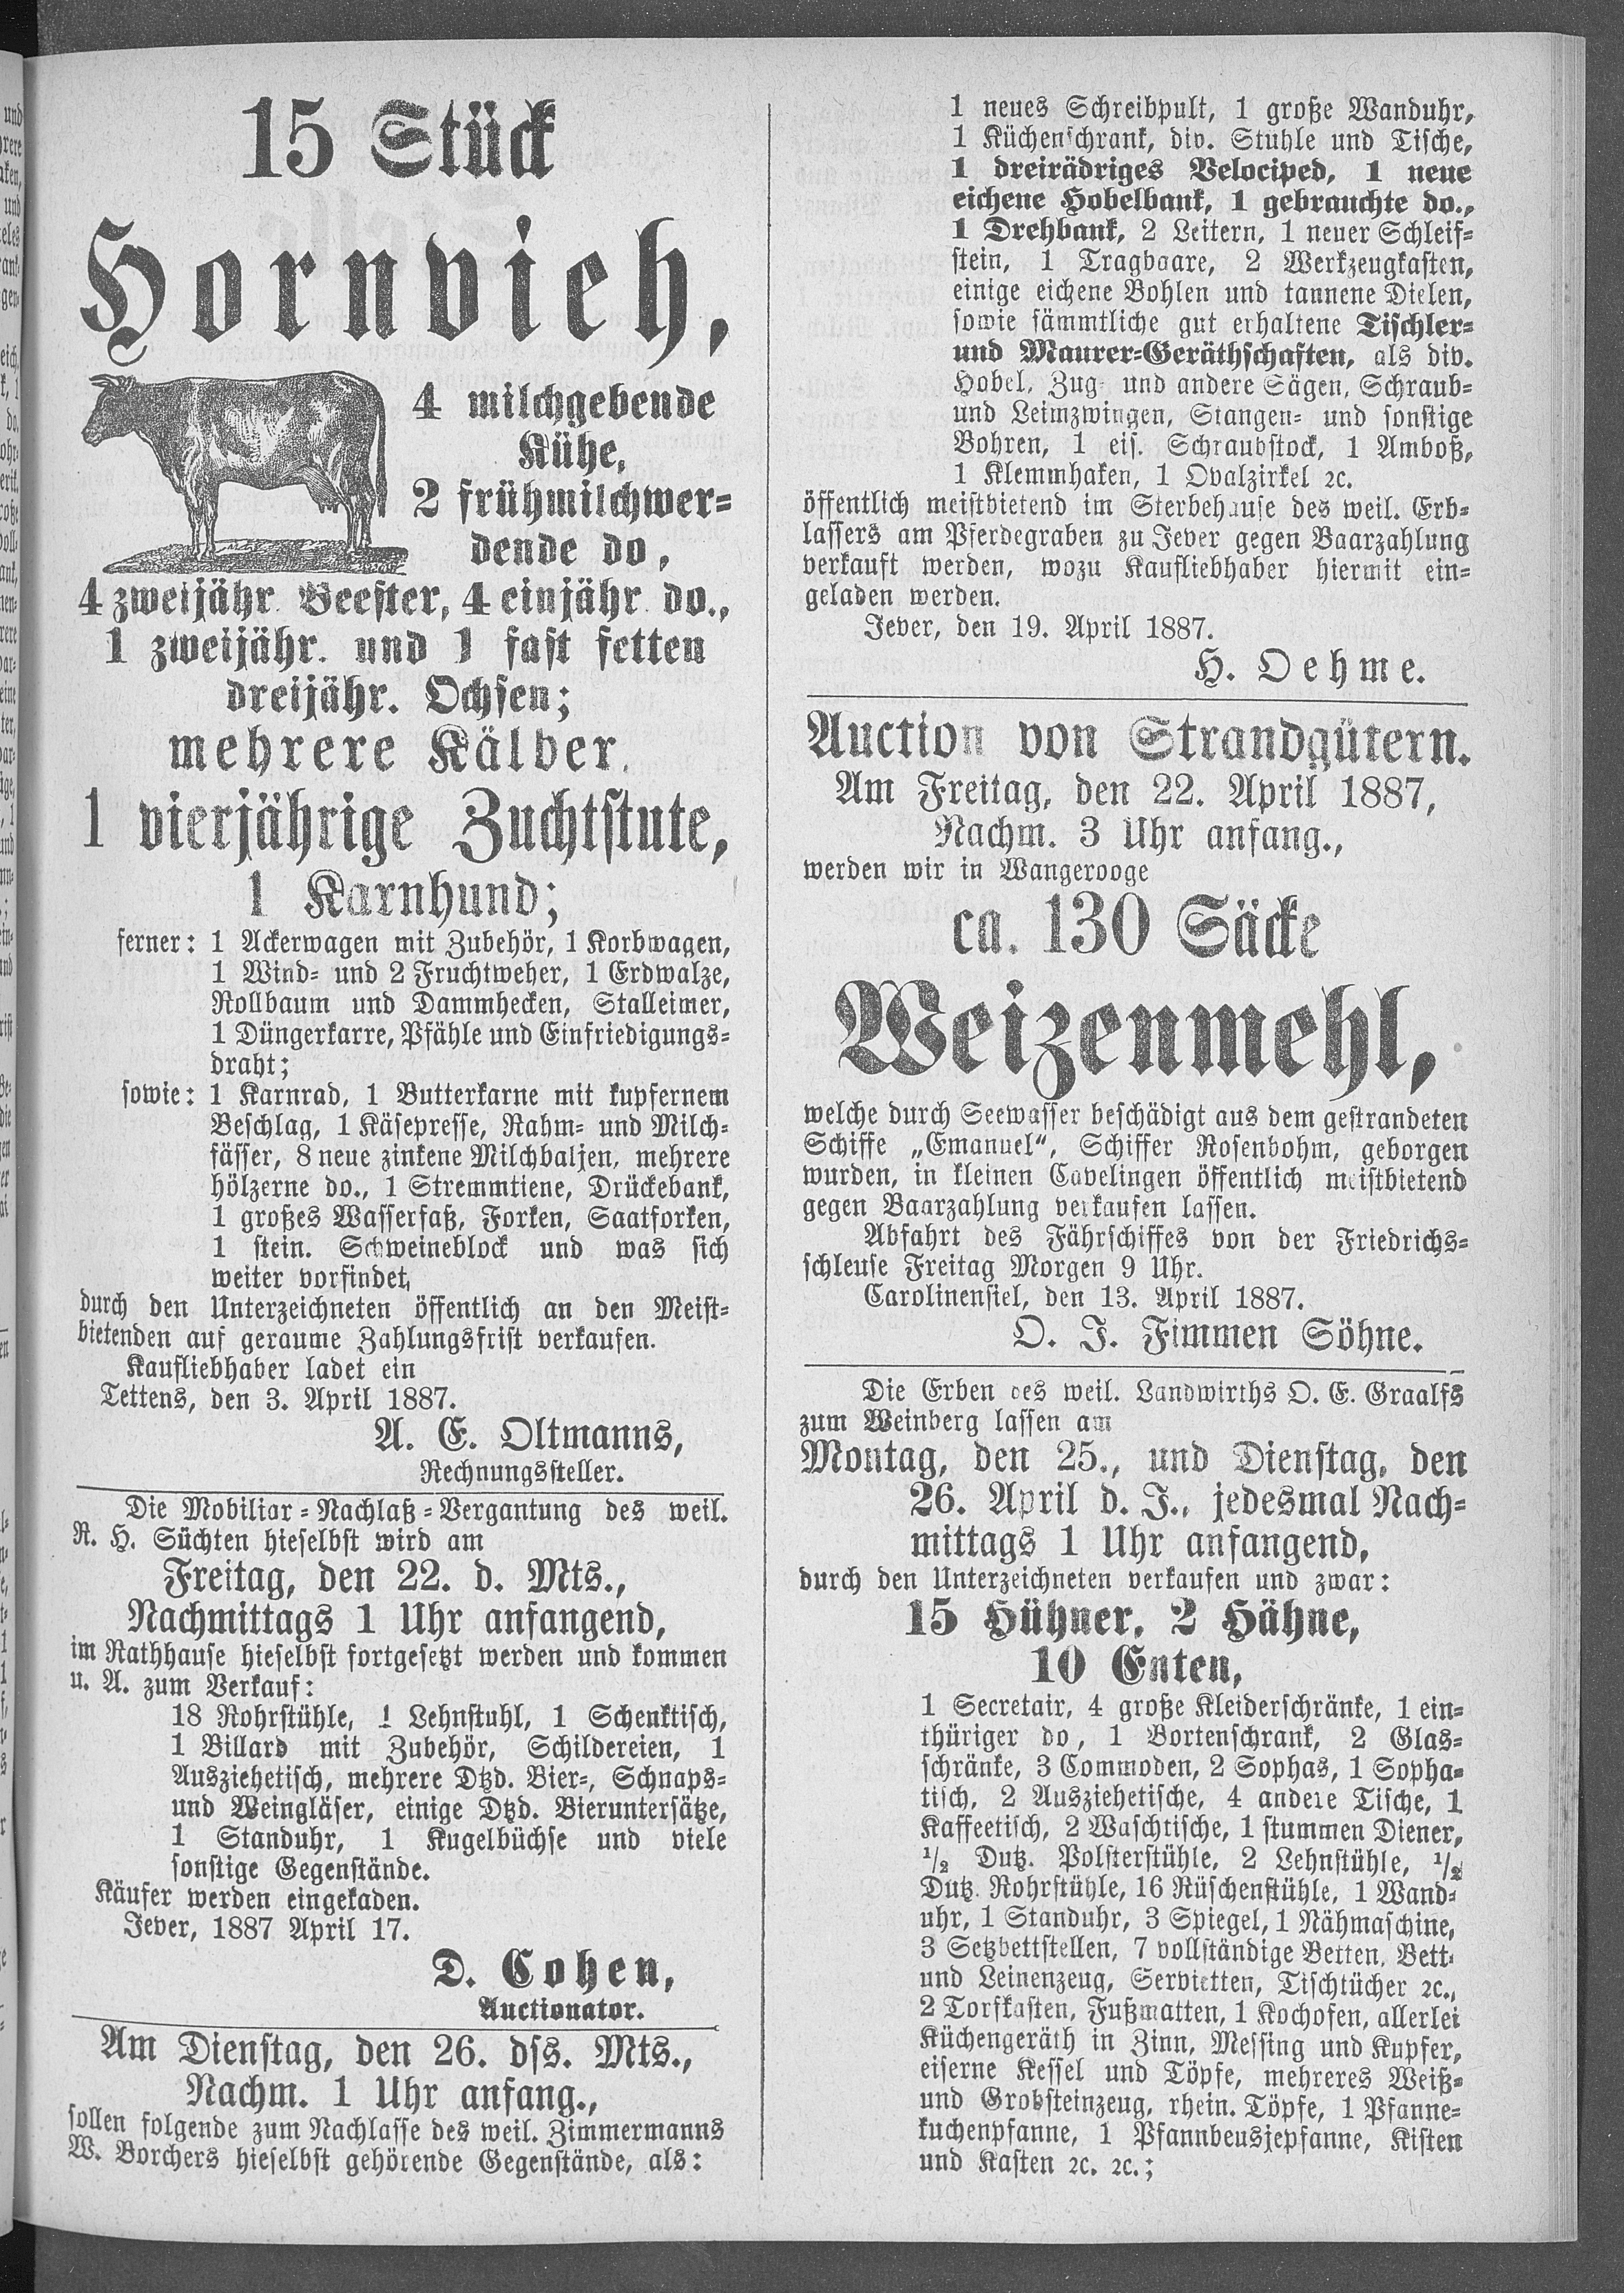 15 Stück
Hornvieh,
4 milchgebende
Kühe,
2 frühmilchwer-
dende do,
4 zweijähr. Beester, 4 einjähr. do.,
1 zweijähr. und 1 fast fetten
dreijähr. Ochsen;
mehrere Kälber.
1 vierjährige Zuchtstute,
1 Karnhund;
ferner: 1 Ackerwagen mit Zubehör, 1 Korbwagen,
1 Wind- und 2 Fruchtweher, 1 Erdwalze,
Rollbaum und Dammhecken, Stalleimer,
1 Düngerkarre, Pfähle und Einfriedigungs-
draht;
sowie: 1 Karnrad, 1 Butterkarne mit kupfernem
Beschlag, 1 Käsepresse, Rahm- und Milch-
fässer, 8 neue zinkene Milchbaljen, mehrere
hölzerne do., 1 Stremmtiene, Drückebank,
1 großes Wasserfaß, Forken, Saatforken,
1 stein. Schweineblock und was sich
weiter vorfindet,
durch den Unterzeichneten öffentlich an den Meist-
bietenden auf geraume Zahlungsfrist verkaufen.
Kaufliebhaber ladet ein
Tettens, den 3. April 1887.
A. E. Oltmanns,
Rechnungssteller.
Die Mobiliar-Nachlaß-Vergantung des weil.
R. H. Süchten hieselbst wird am
Freitag, den 22. d. Mts.,
Nachmittags 1 Uhr anfangend,
im Rathhause hieselbst fortgesetzt werden und kommen
u. A. zum Verkauf:
18 Rohrstühle, 1 Lehnstuhl, 1 Schenktisch,
1 Billard mit Zubehör, Schildereien, 1
Ausziehetisch, mehrere Dtzd. Bier-, Schnaps-
und Weingläser, einige Dtzd. Bieruntersätze,
1 Standuhr, 1 Kugelbüchse und viele
sonstige Gegenstände.
Käufer werden eingekaden.
Jever, 1887 April 17.
D. Cohen,
Auctionator.
Am Dienstag, den 26. dss. Mts.,
Nachm. 1 Uhr anfang.,
sollen folgende zum Nachlasse des weil. Zimmermanns
W. Borchers hieselbst gehörende Gegenstände, als:
1 neues Schreibpult, 1 große Wanduhr,
1 Küchenschrank, div. Stühle und Tische,
1 dreirädriges Velociped, 1 neue
eichene Hobelbank, 1 gebrauchte do.,
1 Drehbank, 2 Leitern, 1 neuer Schleif-
stein, 1 Tragbaare, 2 Werkzeugkasten,
einige eichene Bohlen und tannene Dielen,
sowie sämmtliche gut erhaltene Tischler-
und Maurer-Geräthschaften, als div.
Hobel, Zug- und andere Sägen, Schraub-
und Leimzwingen, Stangen- und sonstige
Bohren, 1 eis. Schraubstock, 1 Amboß,
1 Klemmhaken, 1 Ovalzirkel ꝛc.
öffentlich meistbietend im Sterbehause des weil. Erb-
lassers am Pferdegraben zu Jever gegen Baarzahlung
verkauft werden, wozu Kaufliebhaber hiermit ein-
geladen werden.
Jever, den 19. April 1887.
H. Oehme.
Auction von Strandgütern.
Am Freitag, den 22. April 1887,
Nachm. 3 Uhr anfang.,
werden wir in Wangerooge
ca. 130 Säcke
Weizenmehl,
welche durch Seewasser beschädigt aus dem gestrandeten
Schiffe „Emanuel“, Schiffer Rosenbohm, geborgen
wurden, in kleinen Cavelingen öffentlich meistbietend
gegen Baarzahlung verkaufen lassen.
Abfahrt des Fährschiffes von der Friedrichs-
schleuse Freitag Morgen 9 Uhr.
Carolinensiel, den 13. April 1887.
O. J. Fimmen Söhne.
Die Erben des weil. Landwirths O. E. Graalfs
zum Weinberg lassen am
Montag, den 25., und Dienstag, den
26. April d. J., jedesmal Nach-
mittags 1 Uhr anfangend,
durch den Unterzeichneten verkaufen und zwar:
15 Hühner, 2 Hähne,
10 Enten,
1 Secretair, 4 große Kleiderschränke, 1 ein-
thüriger do, 1 Bortenschrank, 2 Glas-
schränke, 3 Commoden, 2 Sophas, 1 Sopha-
tisch, 2 Ausziehetische, 4 andere Tische, 1
Kaffeetisch, 2 Waschtische, 1 stummen Diener,
½ Dutz. Polsterstühle, 2 Lehnstühle, ½
Dutz. Rohrstühle, 16 Rüschenstühle, 1 Wand-
uhr, 1 Standuhr, 3 Spiegel, 1 Nähmaschine,
3 Setzbettstellen, 7 vollständige Betten, Bett-
und Leinenzeug, Servietten, Tischtücher ꝛc.,
2 Torfkasten, Fußmatten, 1 Kochofen, allerlei
Küchengeräth in Zinn, Messing und Kupfer,
eiserne Kessel und Töpfe, mehreres Weiß-
und Grobsteinzeug, rhein. Töpfe, 1 Pfanne-
kuchenpfanne, 1 Pfannbeusjepfanne, Kisten
und Kasten ꝛc. ꝛc.;